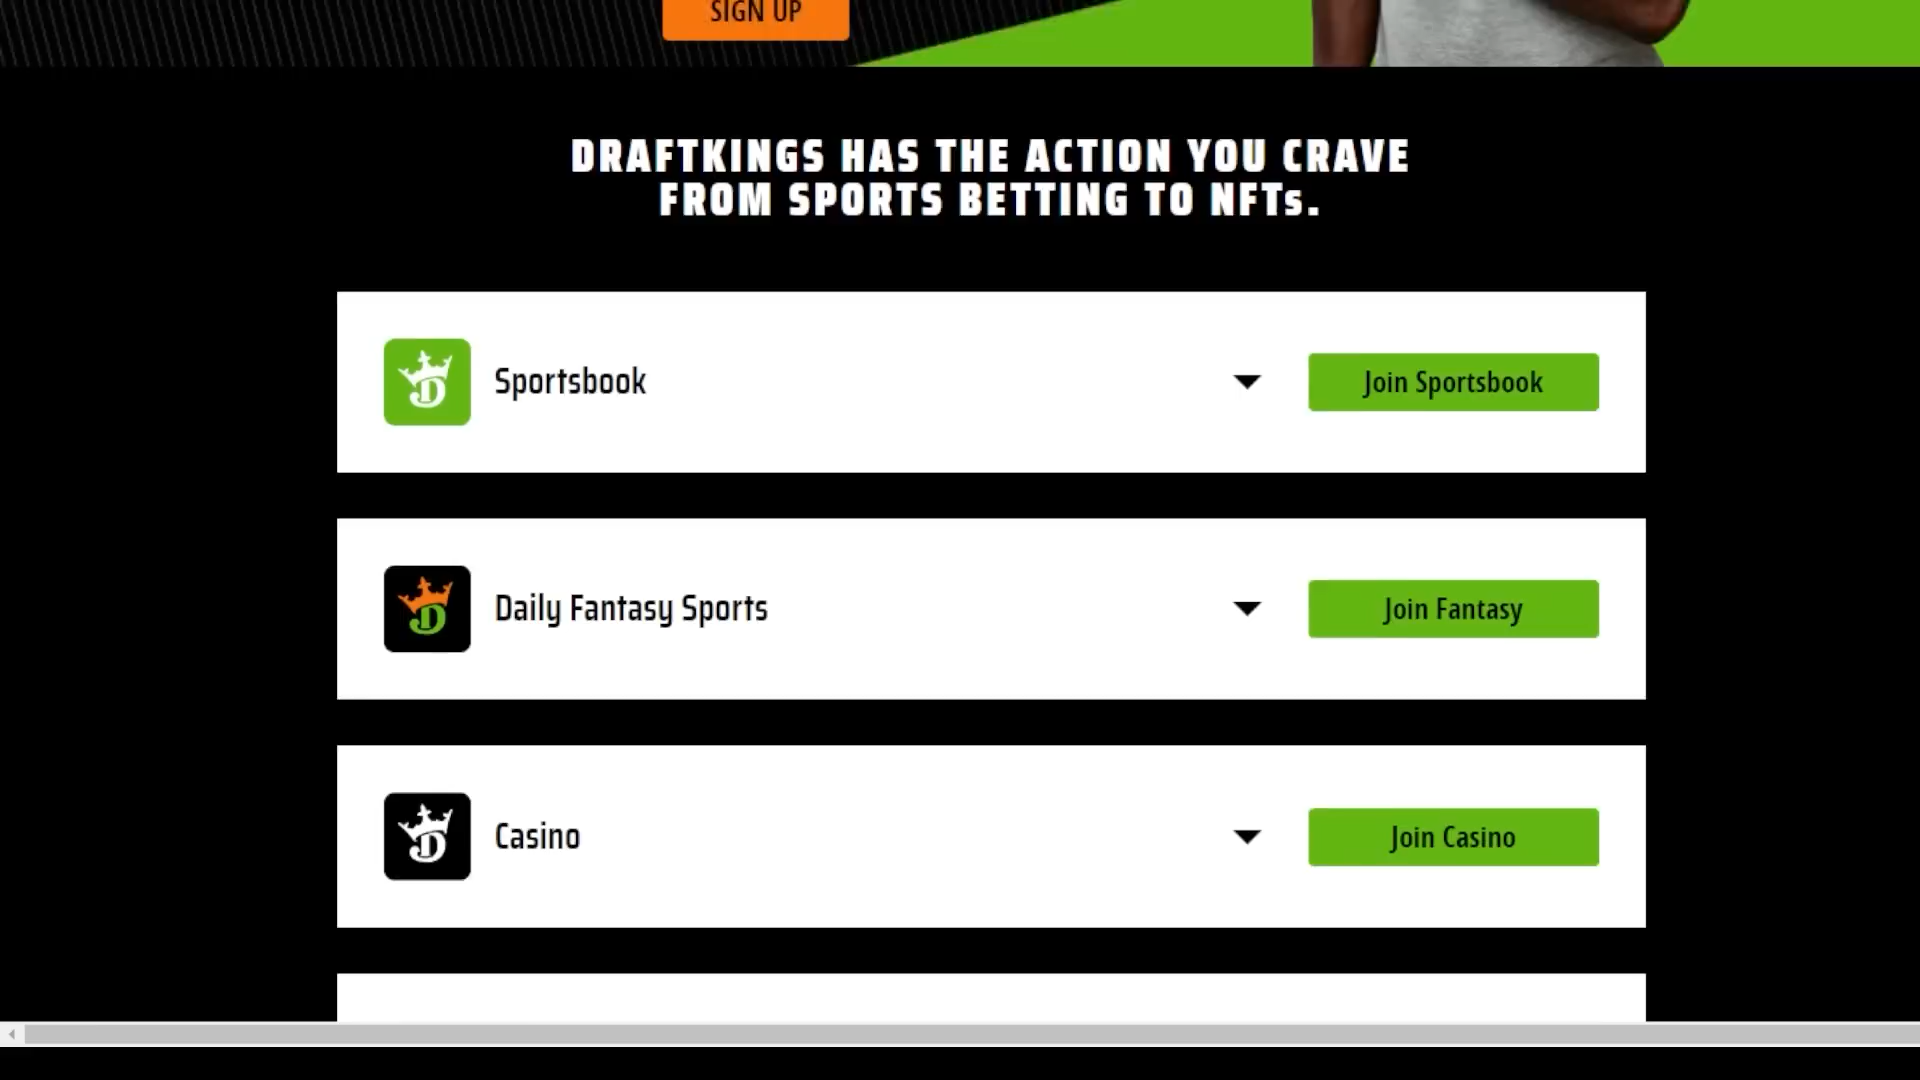 SIGN UP
DRAFTKINGS HAS THE ACTION YOU CRAVE
FROM SPORTS BETTING TO NFTs.
Sportsbook
Join Sportsbook
Daily Fantasy Sports
Join Fantasy
Casino
Join Casino